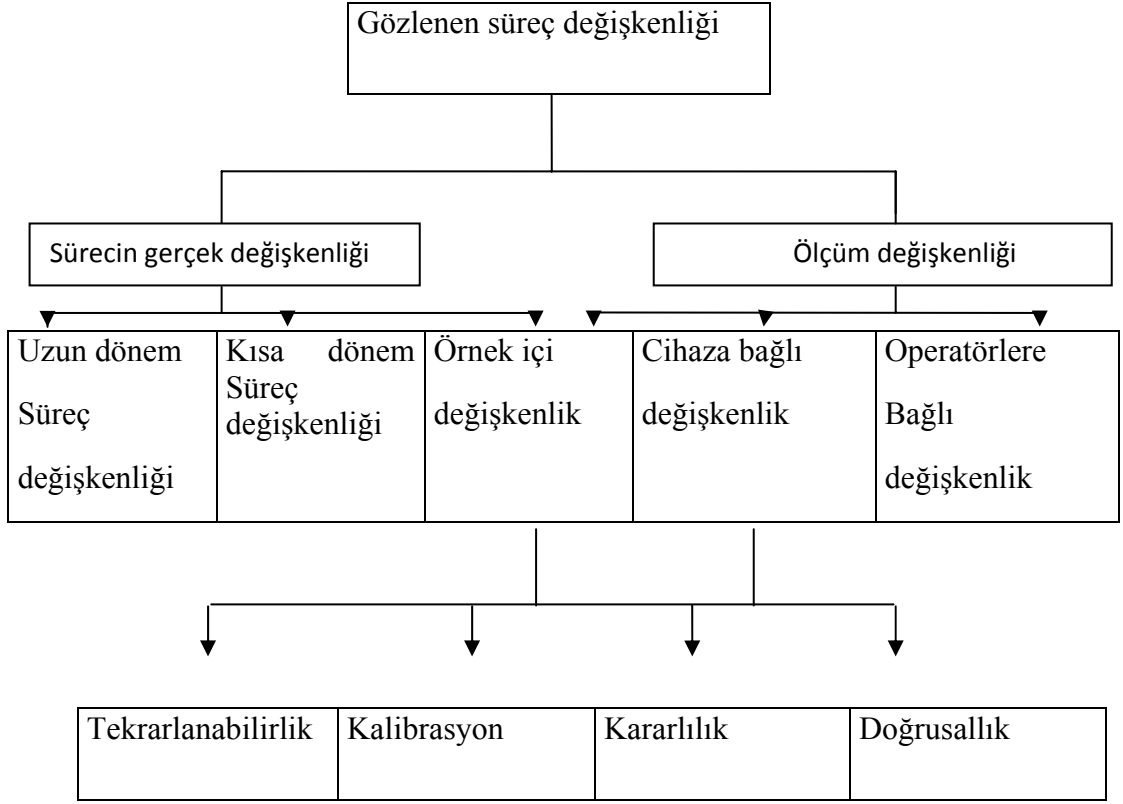 Gözlenen süreç değişkenliği
Sürecin gerçek değişkenliği
Ölçüm değişkenliği
Uzun dönem
Süreç
değişkenliği
Kısa dönem
Süreç
değişkenliği
Örnek içi
değişkenlik
Cihaza bağlı
değişkenlik
Operatörlere
Bağlı
değişkenlik
Tekrarlanabilirlik
Kalibrasyon
Kararlılık
Doğrusallık